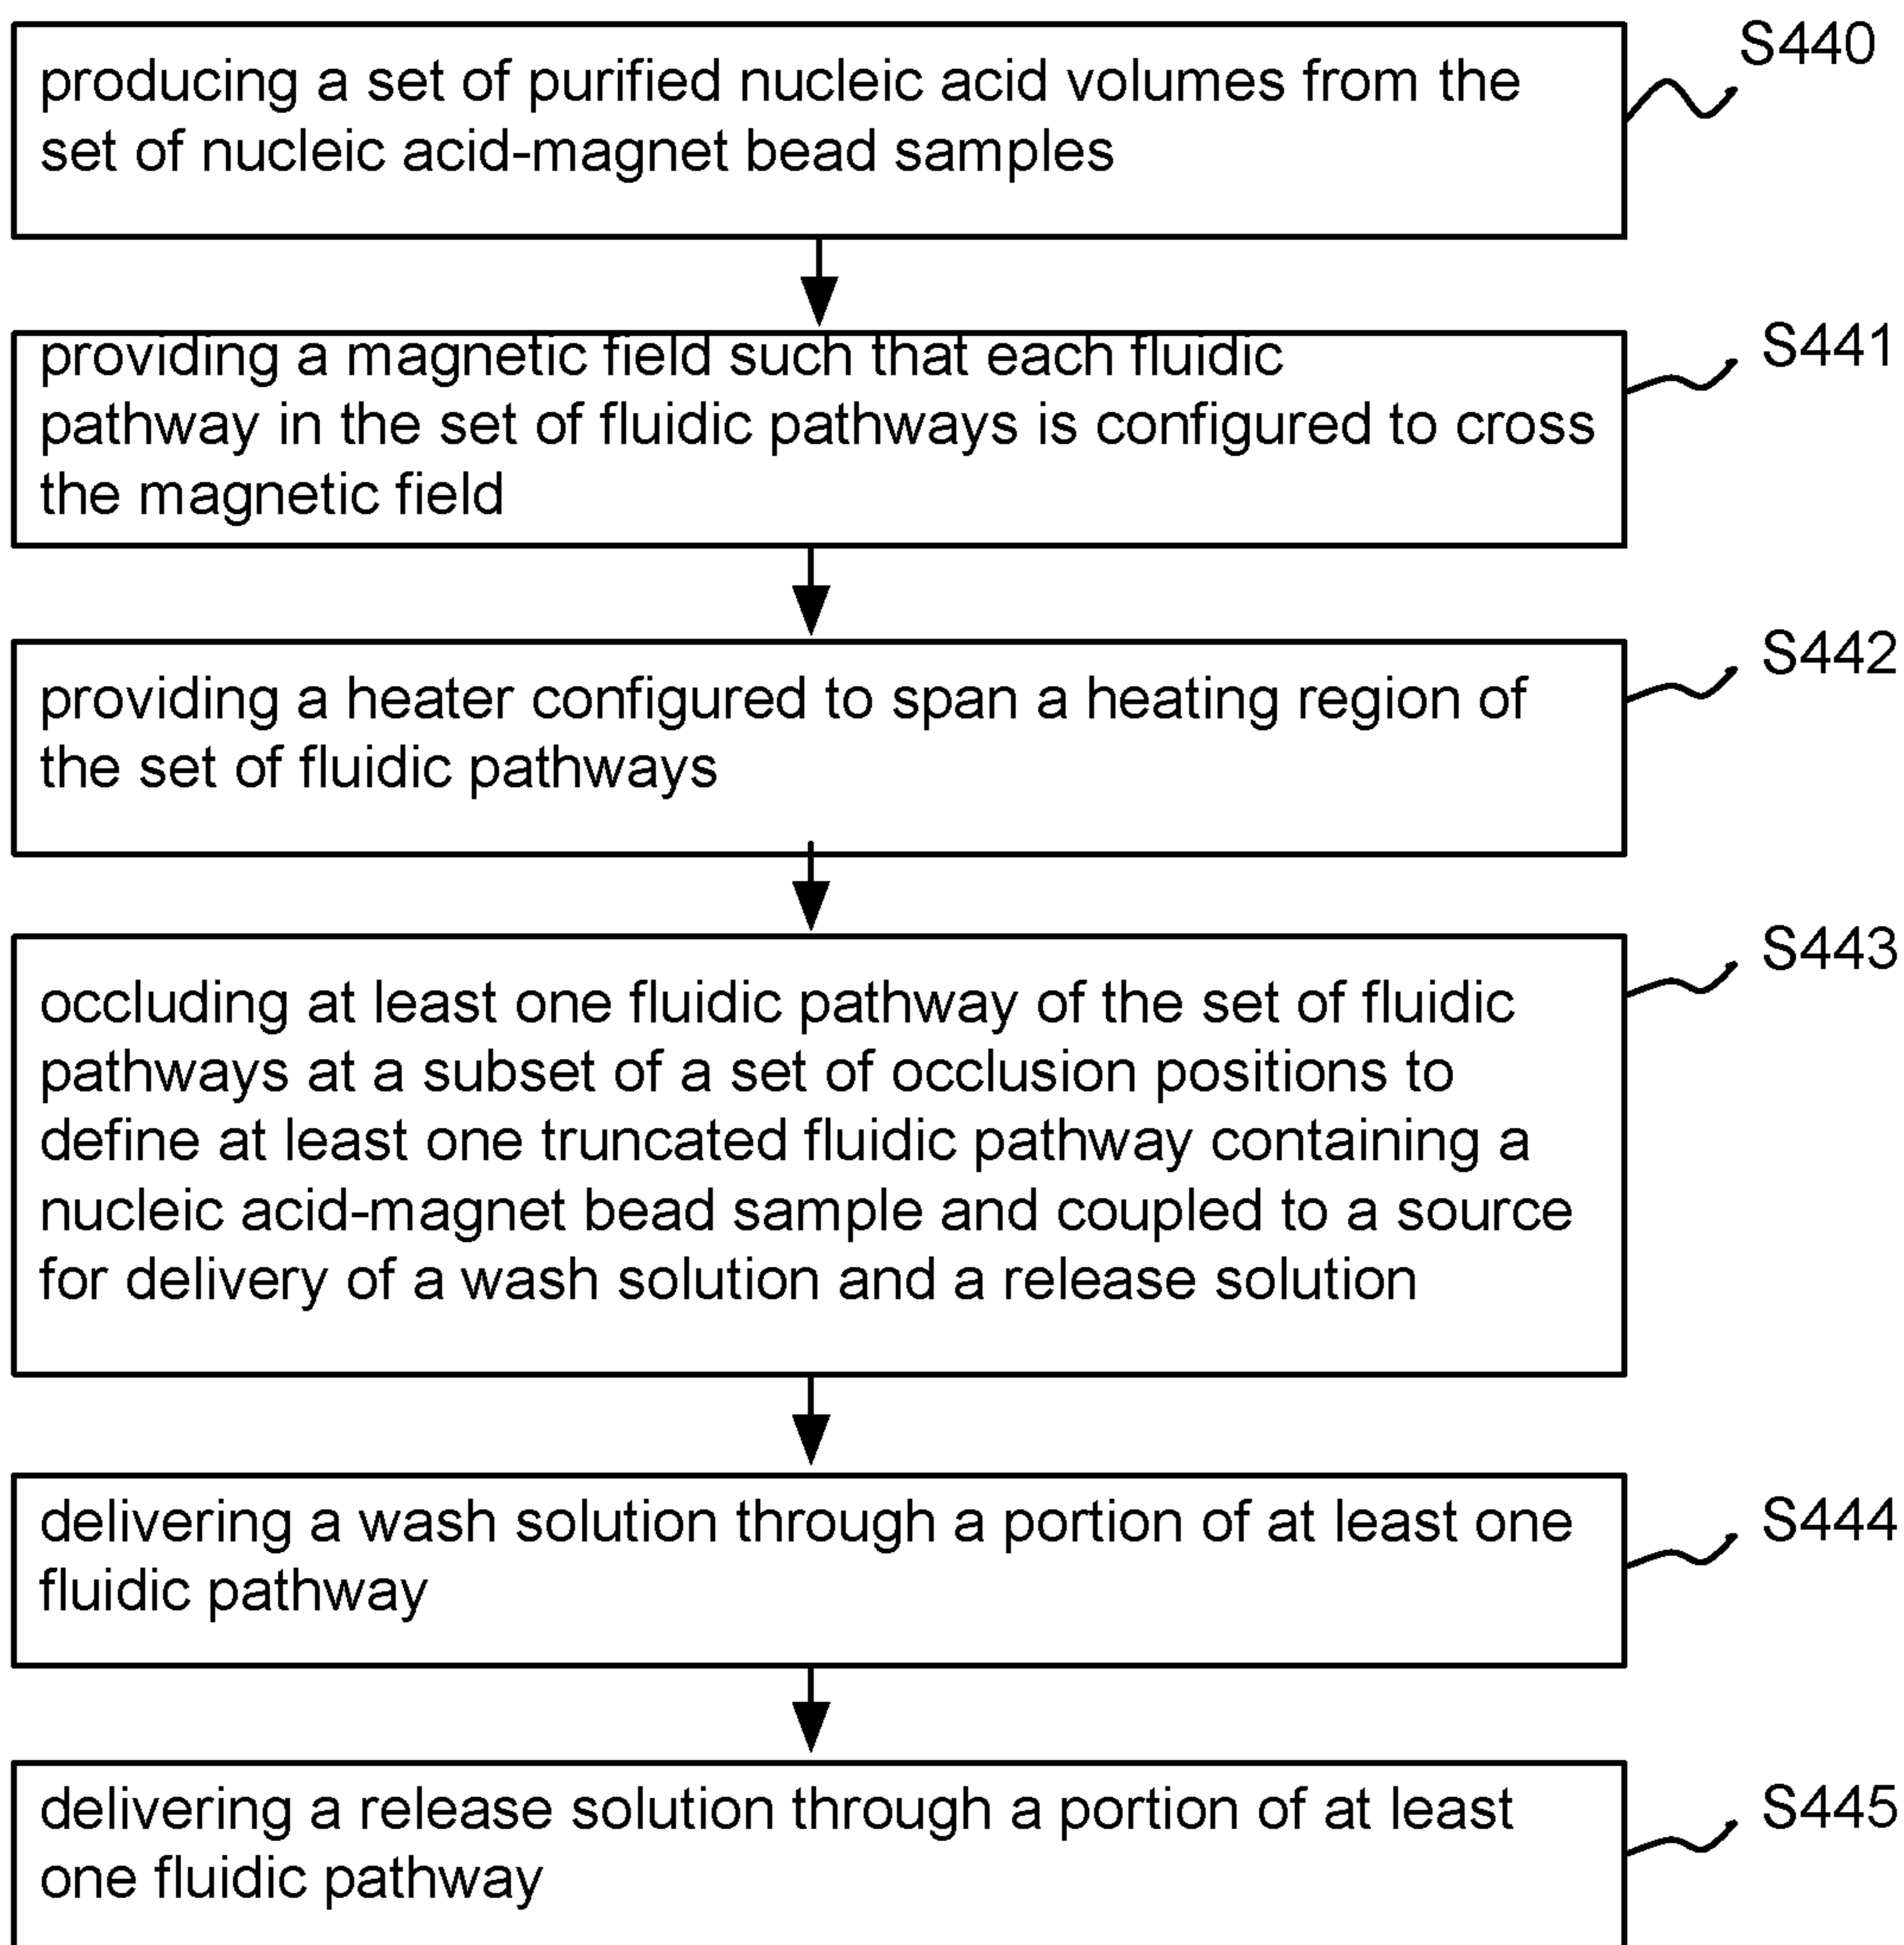 S440
producing a set of purified nucleic acid volumes from the
set of nucleic acid-magnet bead samples
S441
providing a magnetic field such that each fluidic
pathway in the set of fluidic pathways is configured to cross
the magnetic field
S442
providing a heater configured to span a heating region of
the set of fluidic pathways
S443
occluding at least one fluidic pathway of the set of fluidic
pathways at a subset of a set of occlusion positions to
define at least one truncated fluidic pathway containing a
nucleic acid-magnet bead sample and coupled to a source
for delivery of a wash solution and a release solution
S444
delivering a wash solution through a portion of at least one
fluidic pathway
S445
delivering a release solution through a portion of at least
one fluidic pathway